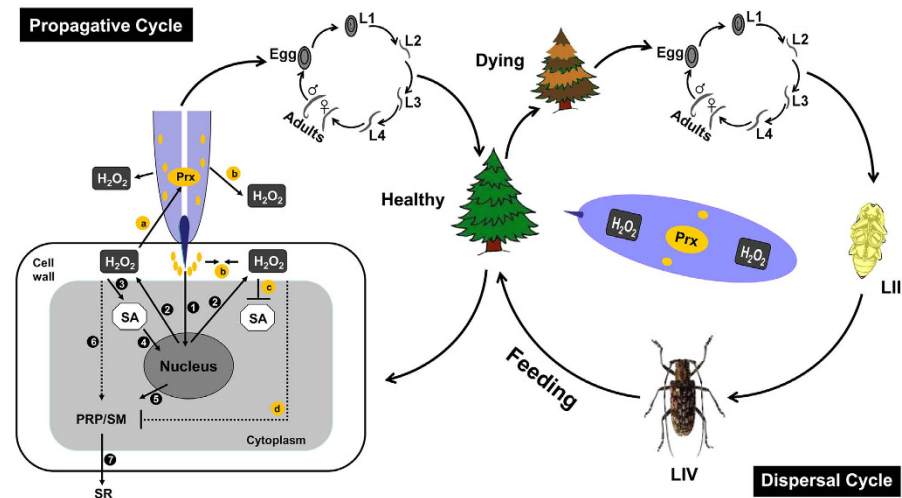 Propagative Cycle
Egg
L1
L2
L3
L4
♂
♀
Adults
Dying
Egg
L1
L2
L3
L4
♂
♀
Adults
H2O2
Prx
b
H2O2
a
Healthy
H2O2
Prx
H2O2
LII
Cell
wall
H2O2
b
H2O2
3
2
1
2
c
SA
SA
4
6
Nucleus
5
d
PRP/SM
Cytoplasm
7
SR
Feeding
LIV
Dispersal Cycle